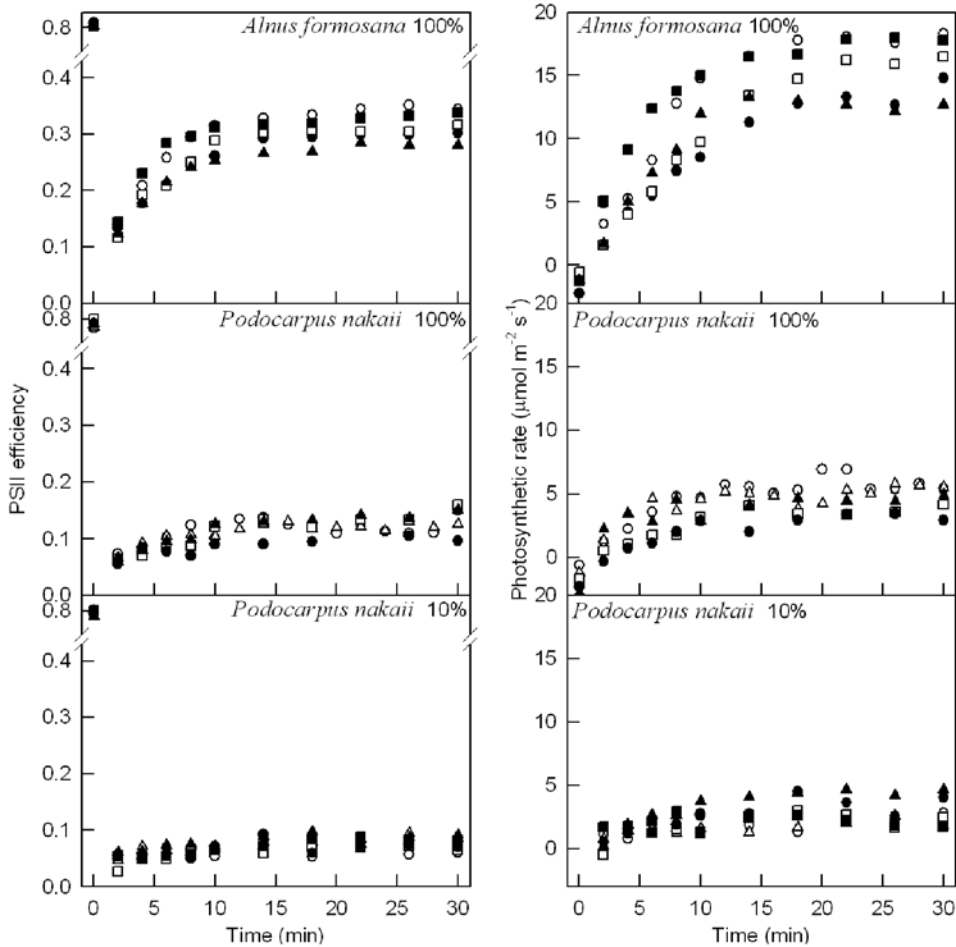 Alnus formosana 100%
0.8
0.4
0.3
0.2
0.1
0.0
Podocarpus nakaii 100%
0.8
0.4
0.3
0.2
0.1
0.0
Podocarpus nakaii 10%
0.8
0.4
0.3
0.2
0.1
0.0
0 5 10 15 20 25 30
Time (min)
PSII efficiency
20
Alnus formosana 100%
15
10
5
0
20
Podocarpus nakaii 100%
15
10
5
0
20
Podocarpus nakaii 10%
15
10
5
0
0 5 10 15 20 25 30
Time (min)
Photosynthetic rate (μmol m⁻² s⁻¹)